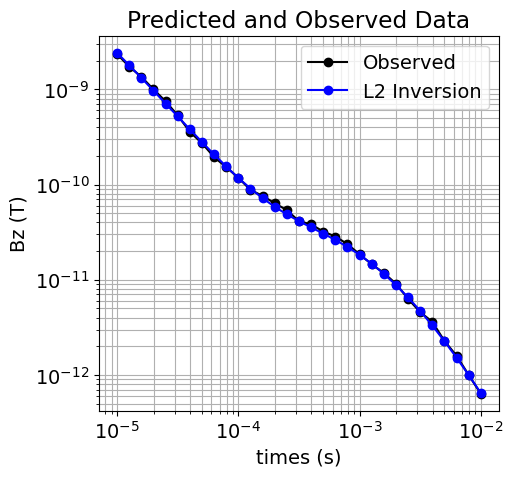 Predicted and Observed Data
Observed
L2 Inversion
Bz (T)
10⁻⁹
10⁻¹⁰
10⁻¹¹
10⁻¹²
10⁻⁵ 10⁻⁴ 10⁻³ 10⁻²
times (s)